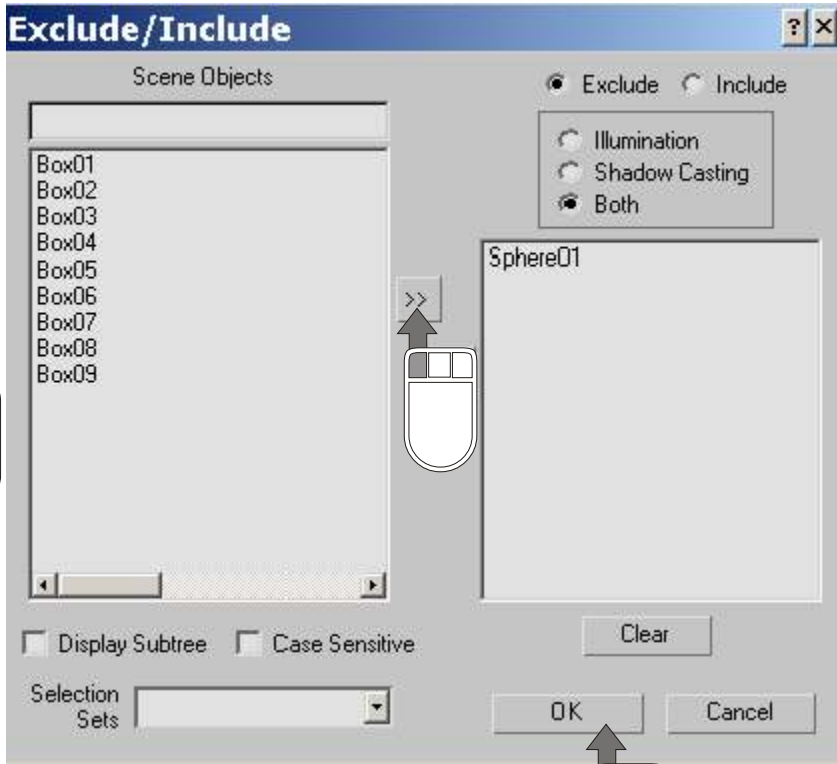 Exclude/Include
? ×
Scene Objects
Exclude Include
Illumination
Shadow Casting
Both
Box01
Box02
Box03
Box04
Box05
Box06
Box07
Box08
Box09
>>
Sphere01
Display Subtree Case Sensitive
Clear
Selection
Sets
OK Cancel